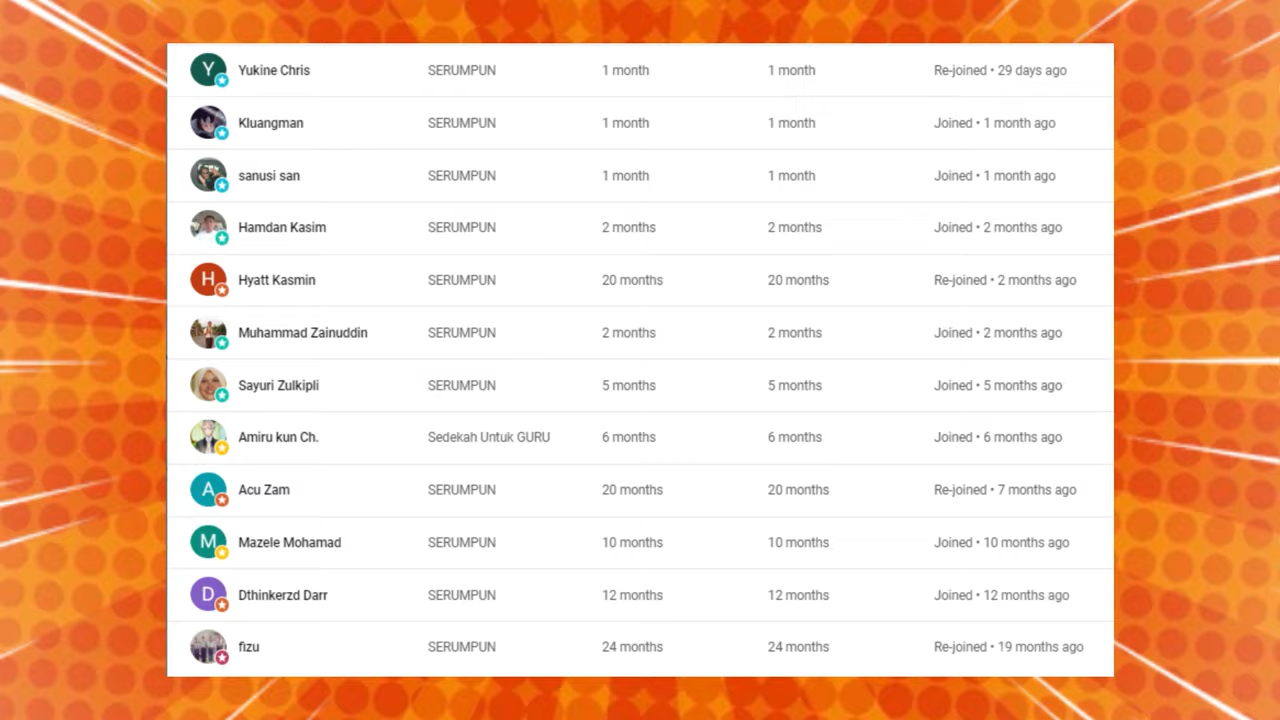 Y Yukine Chris SERUMPUN 1 month 1 month Re-joined • 29 days ago
Kluangman SERUMPUN 1 month 1 month Joined • 1 month ago
sanusi san SERUMPUN 1 month 1 month Joined • 1 month ago
Hamdan Kasim SERUMPUN 2 months 2 months Joined • 2 months ago
H Hyatt Kasmin SERUMPUN 20 months 20 months Re-joined • 2 months ago
Muhammad Zainuddin SERUMPUN 2 months 2 months Joined • 2 months ago
Sayuri Zulkipli SERUMPUN 5 months 5 months Joined • 5 months ago
Amiru kun Ch. Sedekah Untuk GURU 6 months 6 months Joined • 6 months ago
A Acu Zam SERUMPUN 20 months 20 months Re-joined • 7 months ago
M Mazele Mohamad SERUMPUN 10 months 10 months Joined • 10 months ago
D Dthinkerzd Darr SERUMPUN 12 months 12 months Joined • 12 months ago
fizu SERUMPUN 24 months 24 months Re-joined • 19 months ago